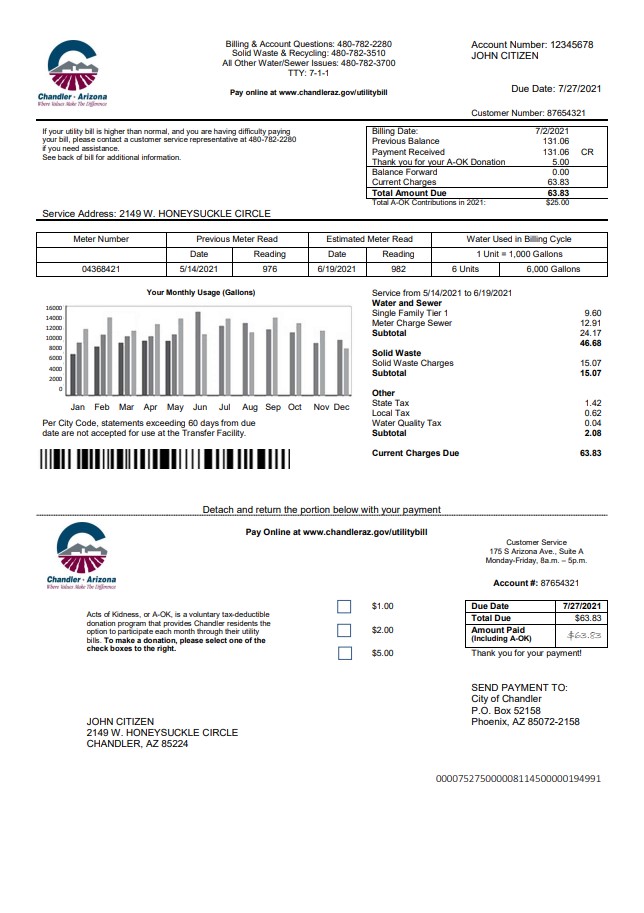 Billing & Account Questions: 480-782-2280
Solid Waste & Recycling: 480-782-3510
All Other Water/Sewer Issues: 480-782-3700
TTY: 7-1-1
Pay online at www.chandleraz.gov/utilitybill
Account Number: 12345678
JOHN CITIZEN
Due Date: 7/27/2021
Customer Number: 87654321
Chandler · Arizona
Where Values Make The Difference
If your utility bill is higher than normal, and you are having difficulty paying
your bill, please contact a customer service representative at 480-782-2280
if you need assistance.
See back of bill for additional information.
Billing Date: 7/2/2021
Previous Balance 131.06
Payment Received 131.06 CR
Thank you for your A-OK Donation 5.00
Balance Forward 0.00
Current Charges 63.83
Total Amount Due 63.83
Total A-OK Contributions in 2021: $25.00
Service Address: 2149 W. HONEYSUCKLE CIRCLE
Meter Number Previous Meter Read Estimated Meter Read Water Used in Billing Cycle
Date Reading Date Reading 1 Unit = 1,000 Gallons
04368421 5/14/2021 976 6/19/2021 982 6 Units 6,000 Gallons
Your Monthly Usage (Gallons)
16000
14000
12000
10000
8000
6000
4000
2000
0
Jan Feb Mar Apr May Jun Jul Aug Sep Oct Nov Dec
Per City Code, statements exceeding 60 days from due
date are not accepted for use at the Transfer Facility.
Service from 5/14/2021 to 6/19/2021
Water and Sewer
Single Family Tier 1 9.60
Meter Charge Sewer 12.91
Subtotal 24.17
46.68
Solid Waste
Solid Waste Charges 15.07
Subtotal 15.07
Other
State Tax 1.42
Local Tax 0.62
Water Quality Tax 0.04
Subtotal 2.08
Current Charges Due 63.83
Detach and return the portion below with your payment
Chandler · Arizona
Where Values Make The Difference
Pay Online at www.chandleraz.gov/utilitybill
Customer Service
175 S Arizona Ave., Suite A
Monday-Friday, 8a.m. – 5p.m.
Account #: 87654321
Acts of Kidness, or A-OK, is a voluntary tax-deductible
donation program that provides Chandler residents the
option to participate each month through their utility
bills. To make a donation, please select one of the
check boxes to the right.
$1.00
$2.00
$5.00
Due Date 7/27/2021
Total Due $63.83
Amount Paid
(Including A-OK) $63.83
Thank you for your payment!
SEND PAYMENT TO:
City of Chandler
P.O. Box 52158
Phoenix, AZ 85072-2158
JOHN CITIZEN
2149 W. HONEYSUCKLE CIRCLE
CHANDLER, AZ 85224
0000752750000081145000001​94991